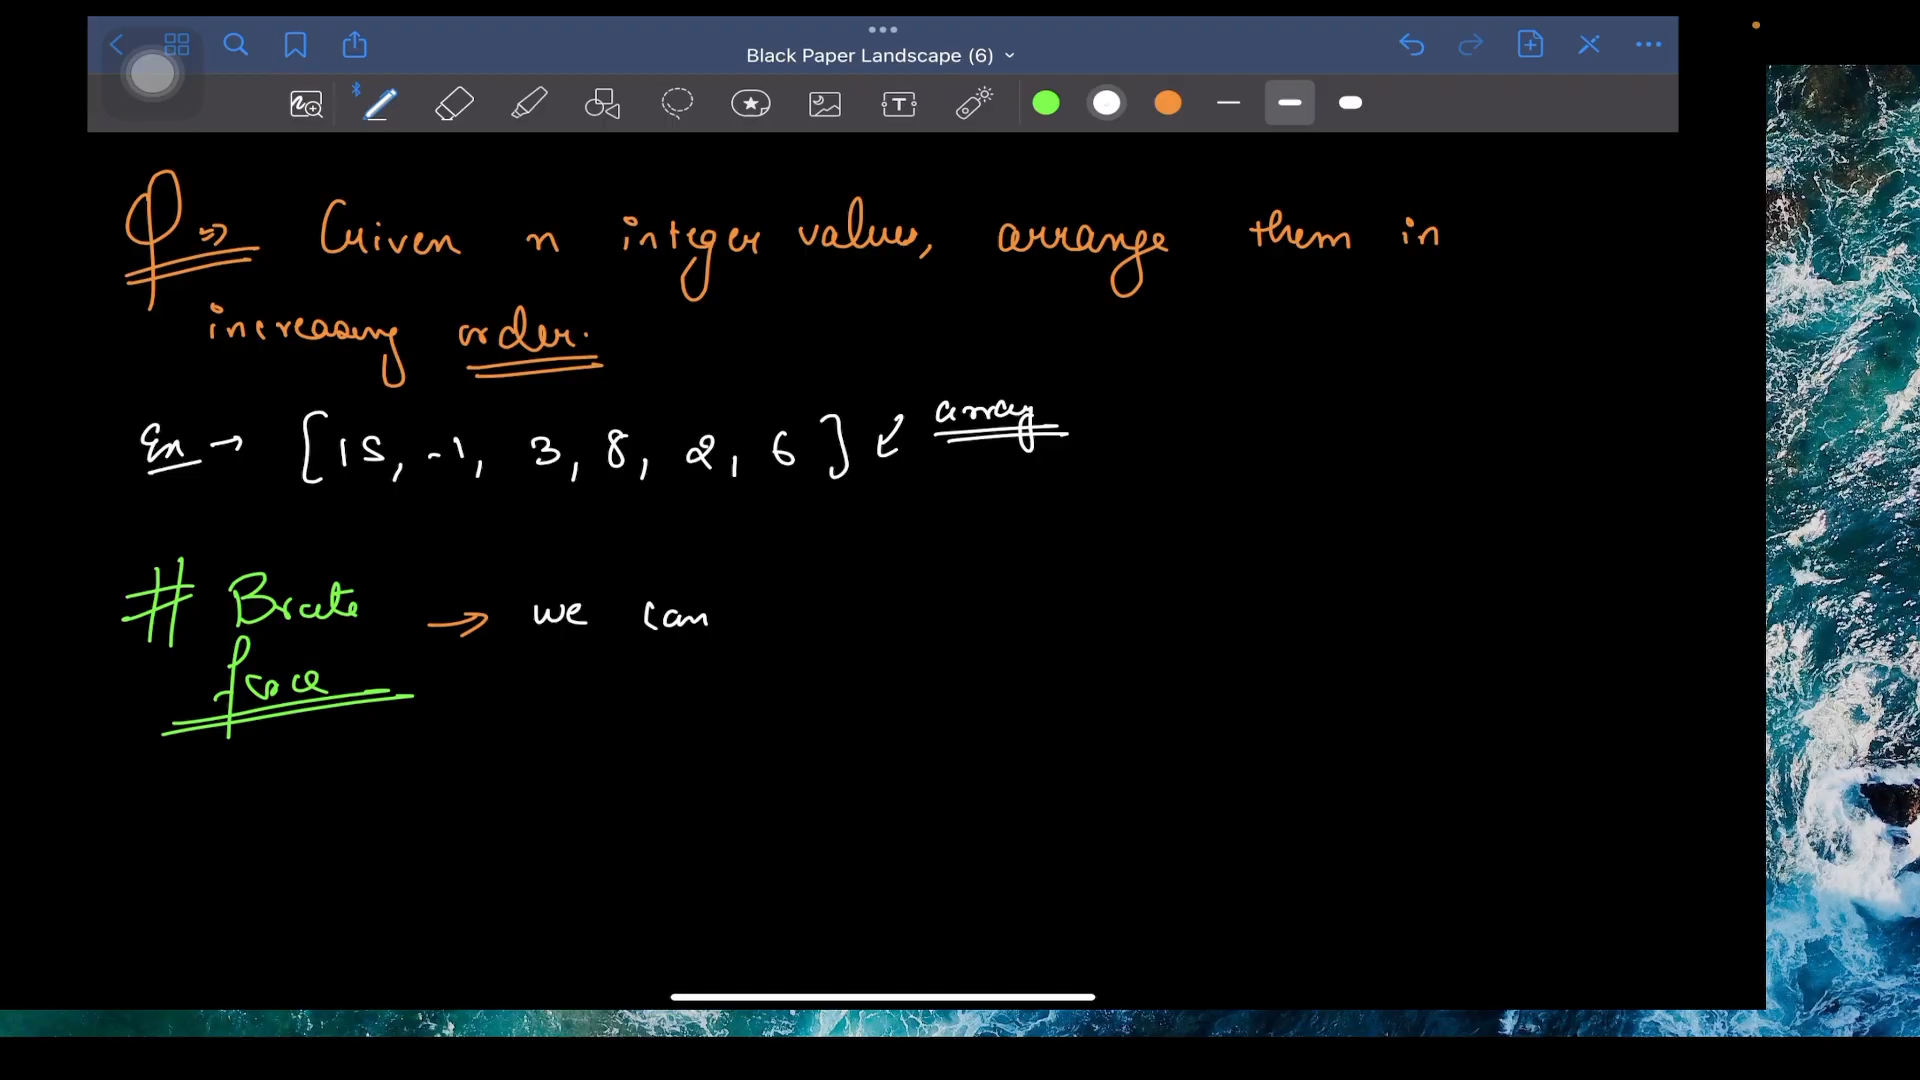 Black Paper Landscape (6)
Q⇒ Given n integer values, arrange them in
increasing order.
Ex → [15, -1, 3, 8, 2, 6] ↙ array
# Brute → we can
force